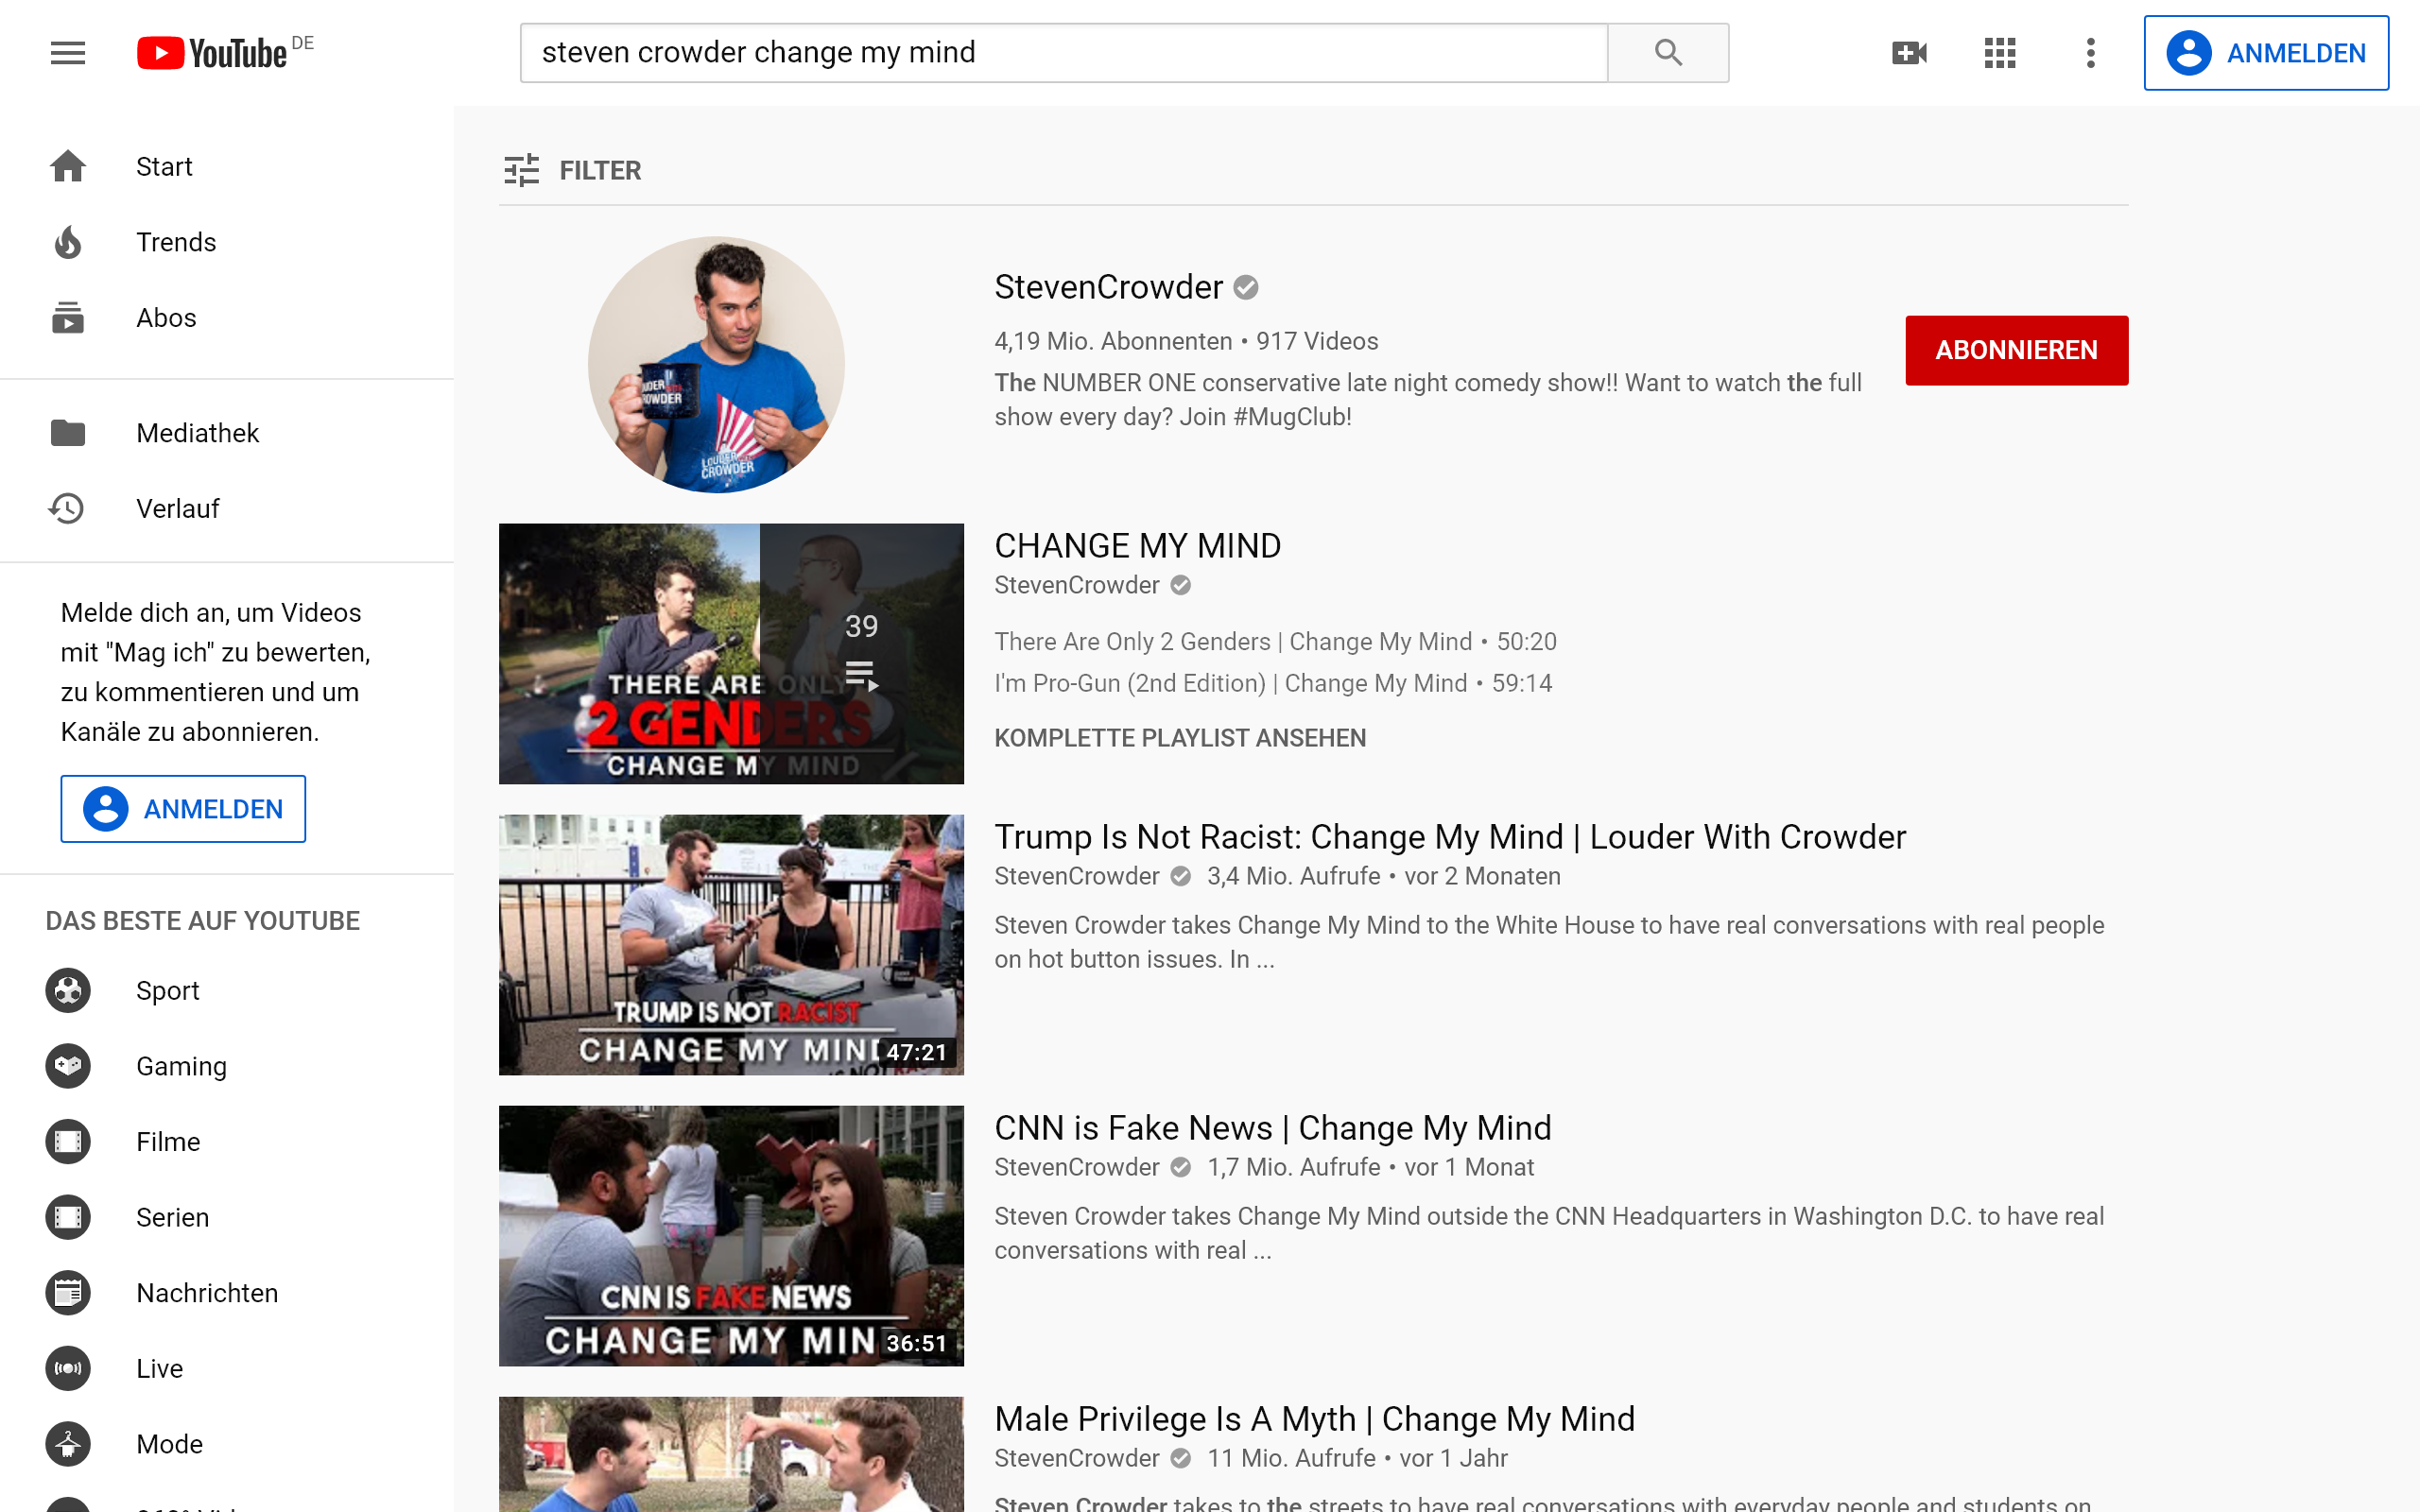 YouTube DE
steven crowder change my mind
ANMELDEN
Start
Trends
Abos
Mediathek
Verlauf
Melde dich an, um Videos
mit "Mag ich" zu bewerten,
zu kommentieren und um
Kanäle zu abonnieren.
ANMELDEN
DAS BESTE AUF YOUTUBE
Sport
Gaming
Filme
Serien
Nachrichten
Live
Mode
FILTER
LOUDER
CROWDER
StevenCrowder
4,19 Mio. Abonnenten • 917 Videos
The NUMBER ONE conservative late night comedy show!! Want to watch the full
show every day? Join #MugClub!
ABONNIEREN
39
THERE ARE ONLY
2 GENDERS
CHANGE MY MIND
CHANGE MY MIND
StevenCrowder
There Are Only 2 Genders | Change My Mind • 50:20
I'm Pro-Gun (2nd Edition) | Change My Mind • 59:14
KOMPLETTE PLAYLIST ANSEHEN
TRUMP IS NOT RACIST
CHANGE MY MIND
47:21
Trump Is Not Racist: Change My Mind | Louder With Crowder
StevenCrowder 3,4 Mio. Aufrufe • vor 2 Monaten
Steven Crowder takes Change My Mind to the White House to have real conversations with real people
on hot button issues. In ...
CNN IS FAKE NEWS
CHANGE MY MIN
36:51
CNN is Fake News | Change My Mind
StevenCrowder 1,7 Mio. Aufrufe • vor 1 Monat
Steven Crowder takes Change My Mind outside the CNN Headquarters in Washington D.C. to have real
conversations with real ...
Male Privilege Is A Myth | Change My Mind
StevenCrowder 11 Mio. Aufrufe • vor 1 Jahr
Steven Crowder takes to the streets to have real conversations with everyday people and students on